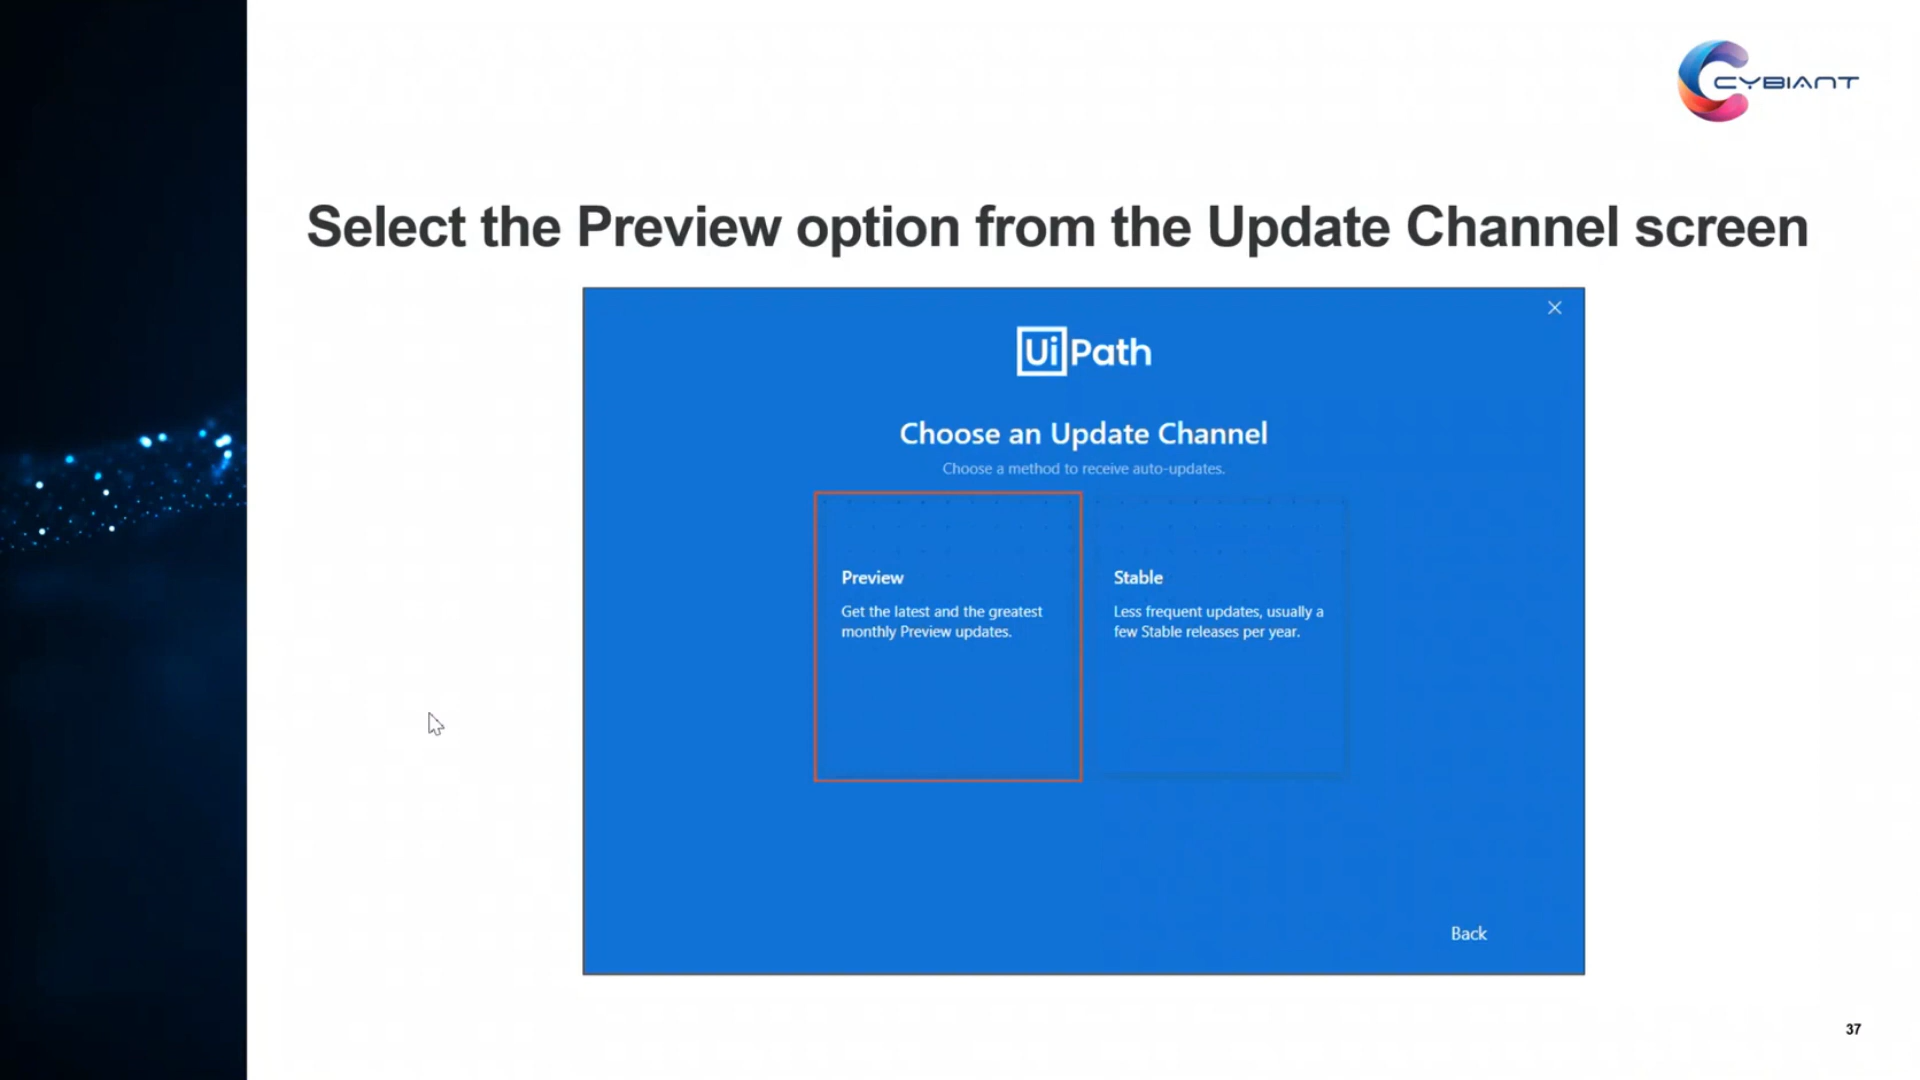 CYBIANT
Select the Preview option from the Update Channel screen
UiPath
Choose an Update Channel
Choose a method to receive auto-updates.
Preview
Get the latest and the greatest
monthly Preview updates.
Stable
Less frequent updates, usually a
few Stable releases per year.
Back
37